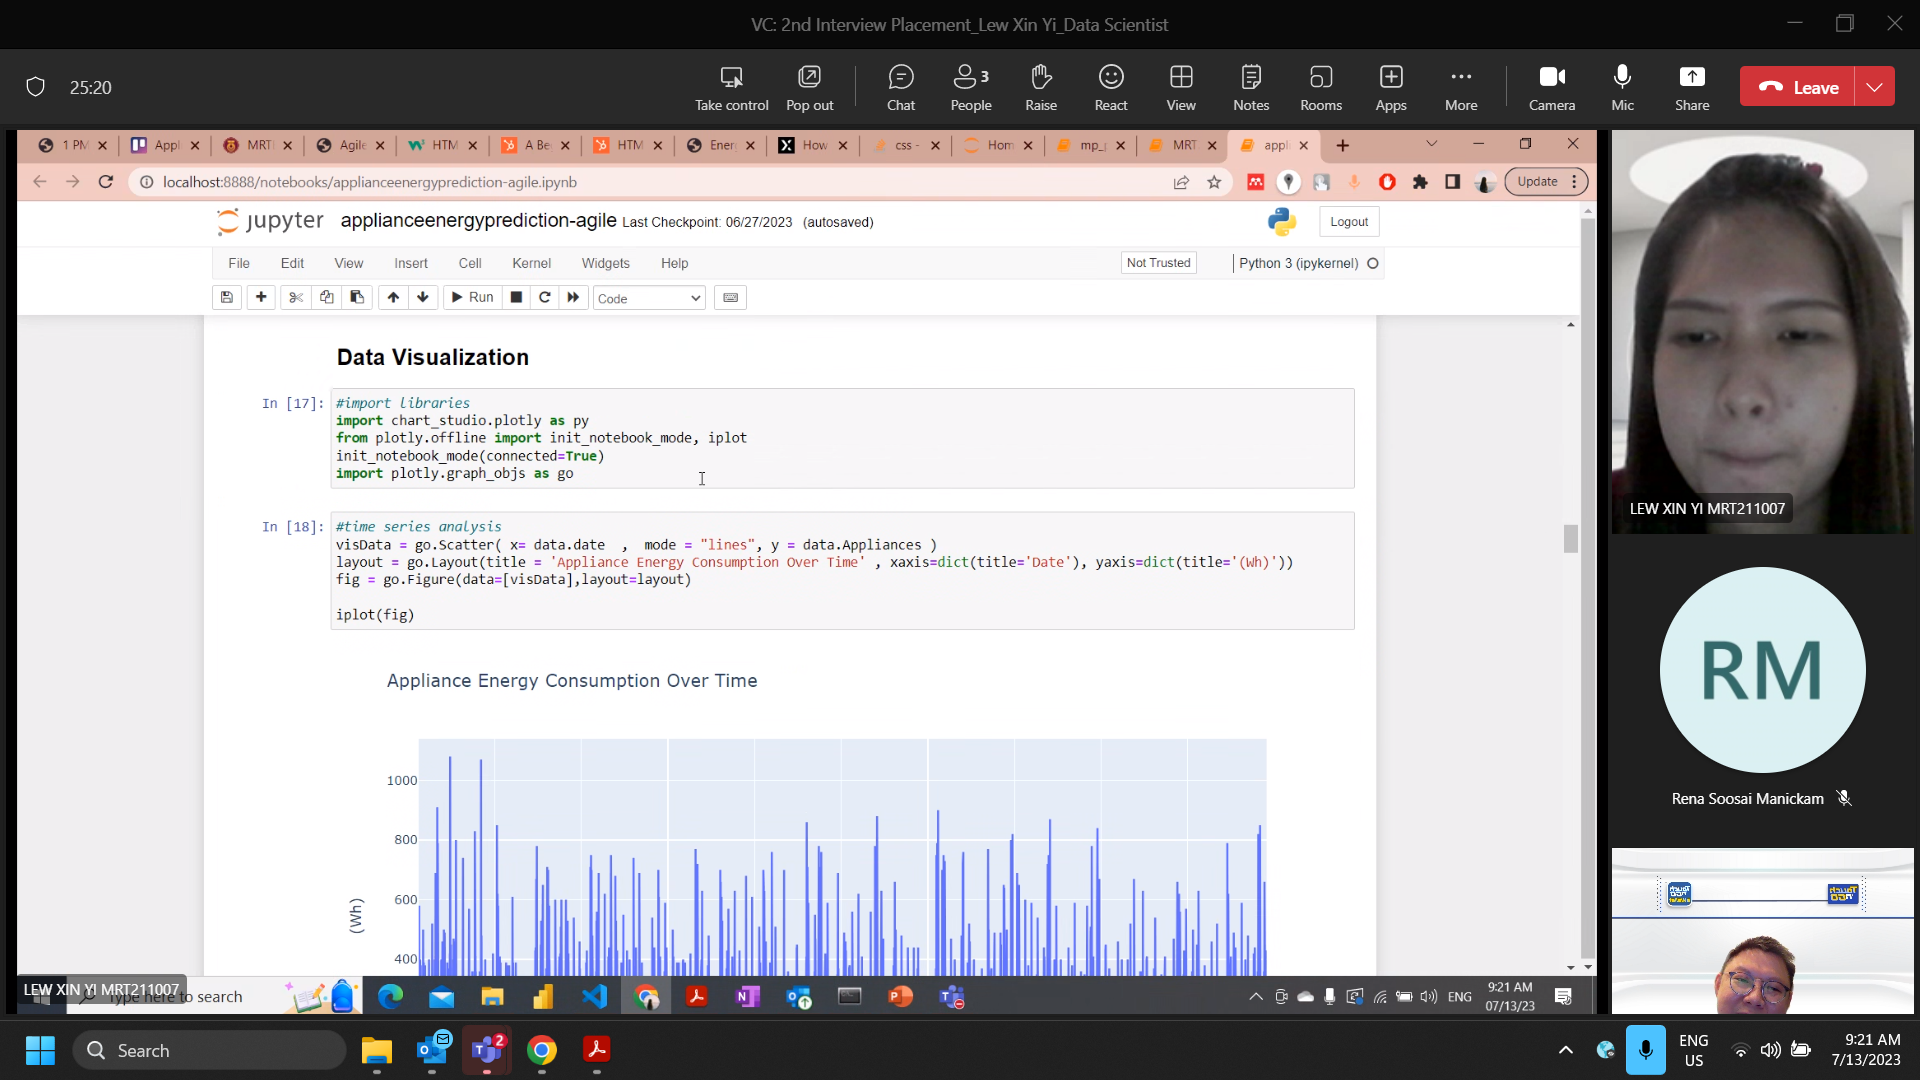 VC: 2nd Interview Placement_Lew Xin Yi_Data Scientist
25:20
Take control
Pop out
Chat
People
3
Raise
React
View
Notes
Rooms
Apps
More
Camera
Mic
Share
Leave
1 PM
Appl
MRT
Agile
HTM
A Be
HTM
Ener
How
css -
Hom
mp_
MRT
appli
localhost:8888/notebooks/applianceenergyprediction-agile.ipynb
Update
jupyter
applianceenergyprediction-agile
Last Checkpoint: 06/27/2023 (autosaved)
Logout
File
Edit
View
Insert
Cell
Kernel
Widgets
Help
Not Trusted
Python 3 (ipykernel)
Run
Code
Data Visualization
In [17]:
#import libraries
import chart_studio.plotly as py
from plotly.offline import init_notebook_mode, iplot
init_notebook_mode(connected=True)
import plotly.graph_objs as go
In [18]:
#time series analysis
visData = go.Scatter( x= data.date  ,  mode = "lines", y = data.Appliances )
layout = go.Layout(title = 'Appliance Energy Consumption Over Time' , xaxis=dict(title='Date'), yaxis=dict(title='(Wh)'))
fig = go.Figure(data=[visData],layout=layout)
iplot(fig)
Appliance Energy Consumption Over Time
1000
800
600
400
(Wh)
LEW XIN YI MRT211007
RM
Rena Soosai Manickam
LEW XIN YI MRT211007
Type here to search
ENG
9:21 AM
07/13/23
Search
2
ENG
US
9:21 AM
7/13/2023